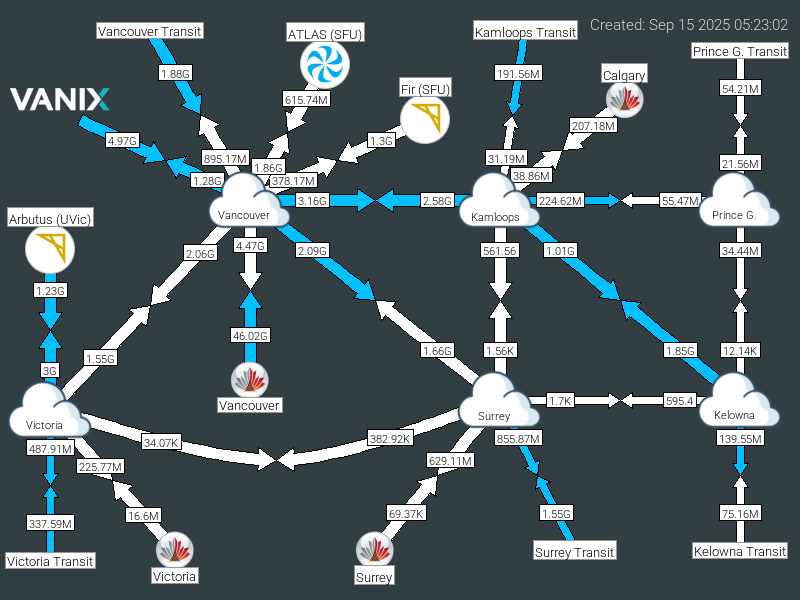 Created: Sep 15 2025 05:23:02
Vancouver Transit
ATLAS (SFU)
Kamloops Transit
Prince G. Transit
1.88G
191.56M
Calgary
54.21M
VANIX
615.74M
Fir (SFU)
207.18M
4.97G
1.3G
895.17M
31.19M
21.56M
1.86G
38.86M
1.28G
378.17M
3.16G
2.58G
224.62M
55.47M
Arbutus (UVic)
Vancouver
Kamloops
Prince G.
4.47G
2.06G
2.09G
561.56
1.01G
34.44M
1.23G
46.02G
1.55G
1.66G
1.56K
1.85G
12.14K
3G
Vancouver
1.7K
595.4
Victoria
Surrey
Kelowna
487.91M
34.07K
382.92K
855.87M
139.55M
225.77M
629.11M
337.59M
16.6M
69.37K
1.55G
75.16M
Victoria Transit
Victoria
Surrey
Surrey Transit
Kelowna Transit